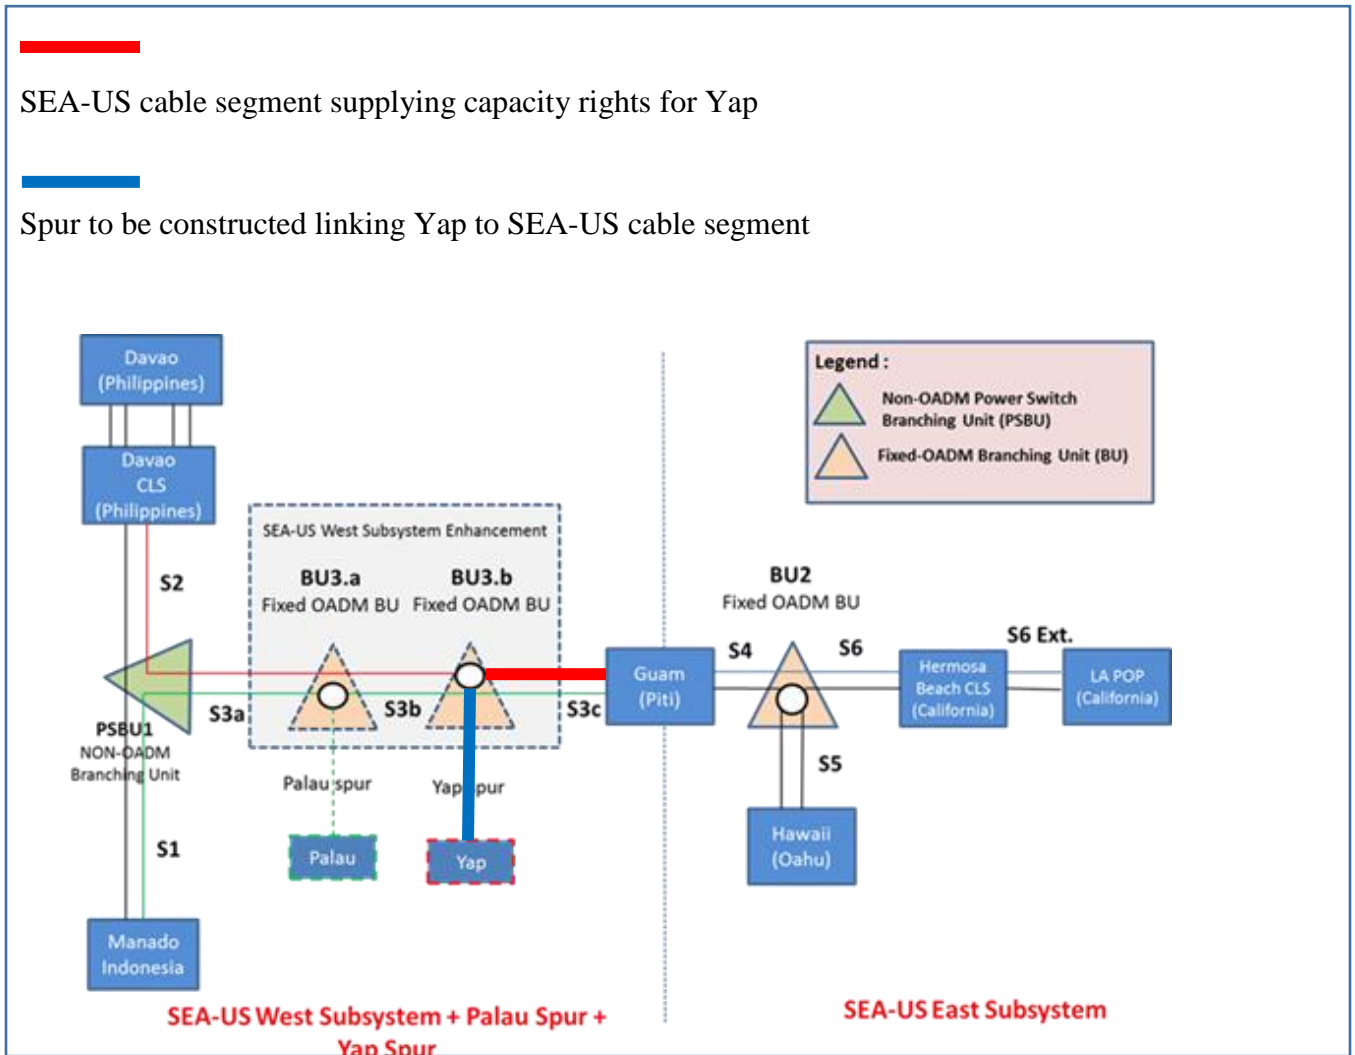 SEA-US cable segment supplying capacity rights for Yap
Spur to be constructed linking Yap to SEA-US cable segment
Davao
(Philippines)
Davao
CLS
(Philippines)
Legend :
Non-OADM Power Switch
Branching Unit (PSBU)
Fixed-OADM Branching Unit (BU)
SEA-US West Subsystem Enhancement
BU3.a
Fixed OADM BU
BU3.b
Fixed OADM BU
BU2
Fixed OADM BU
S2
S4
S6
S6 Ext.
Guam
(Piti)
Hermosa
Beach CLS
(California)
LA POP
(California)
S3a
S3b
S3c
PSBU1
NON-OADM
Branching Unit
Palau spur
Yap spur
S5
S1
Palau
Yap
Hawaii
(Oahu)
Manado
Indonesia
SEA-US West Subsystem + Palau Spur +
Yap Spur
SEA-US East Subsystem